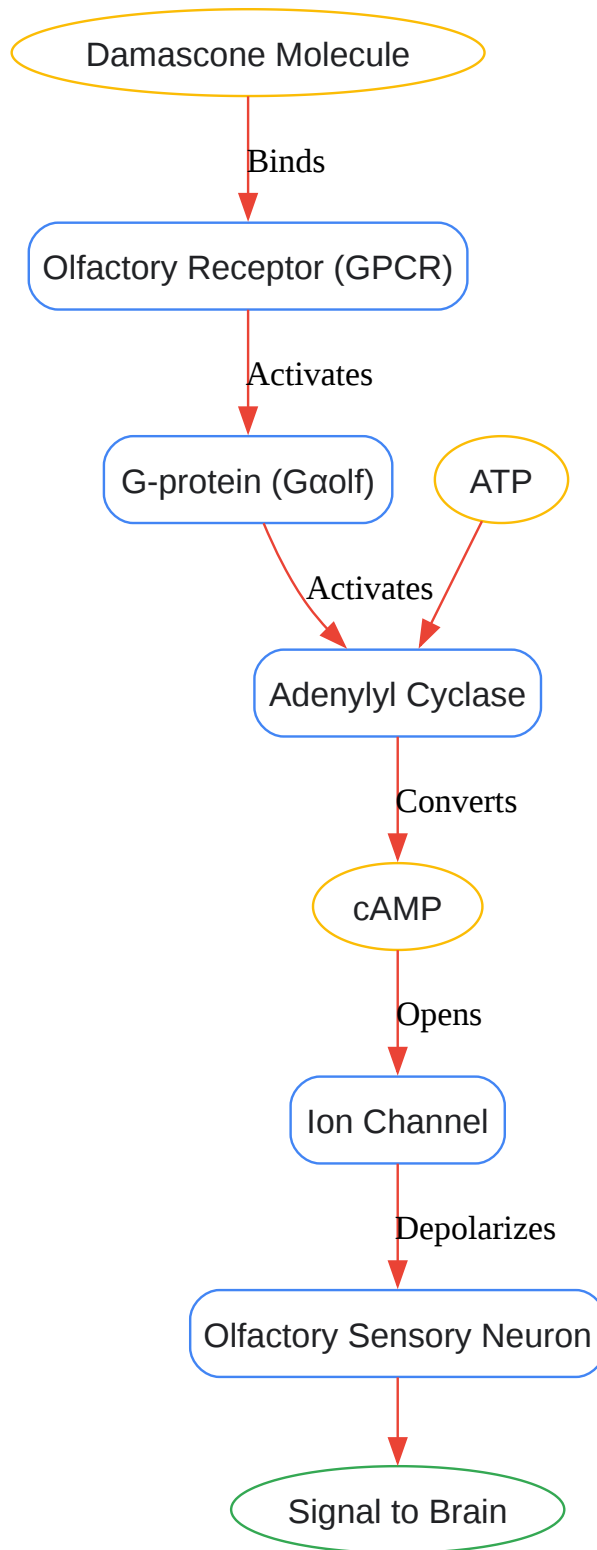 Damascone Molecule
Binds
Olfactory Receptor (GPCR)
Activates
G-protein (Gαolf)
ATP
Activates
Adenylyl Cyclase
Converts
cAMP
Opens
Ion Channel
Depolarizes
Olfactory Sensory Neuron
Signal to Brain